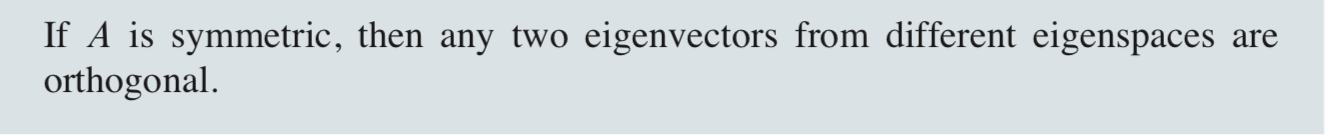 If A is symmetric, then any two eigenvectors from different eigenspaces are
orthogonal.